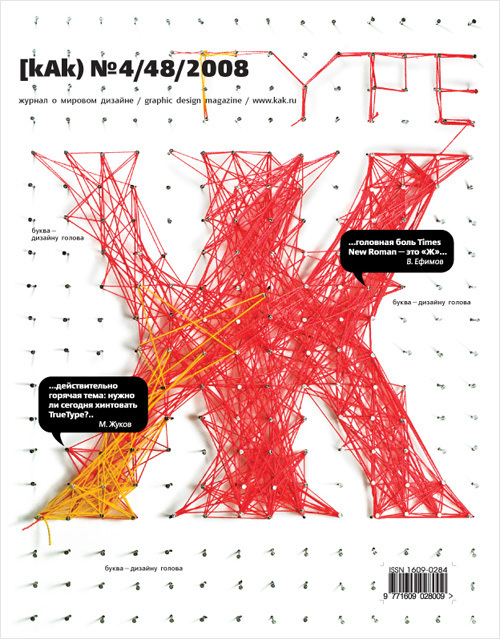 [kAk) №4/48/2008
TYPE
журнал о мировом дизайне / graphic design magazine / www.kak.ru
Ж
буква —
дизайну голова
...головная боль Times
New Roman — это «Ж»...
В. Ефимов
буква — дизайну голова
...действительно
горячая тема: нужно
ли сегодня хинтовать
TrueType?..
М. Жуков
буква — дизайну голова
ISSN 1609-0284
9 771609 028009 >